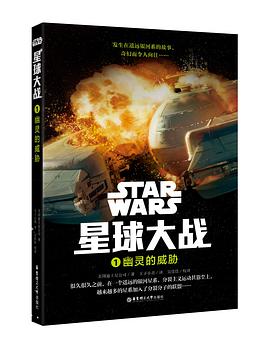 发生在遥远银河系的故事，
奇幻而令人向往……
星球大战
1幽灵的威胁
STAR
WARS
星球大战
1 幽灵的威胁
很久很久之前，在一个遥远的银河星系，分裂主义运动甚嚣尘上，
越来越多的星系加入了分裂分子的联盟……